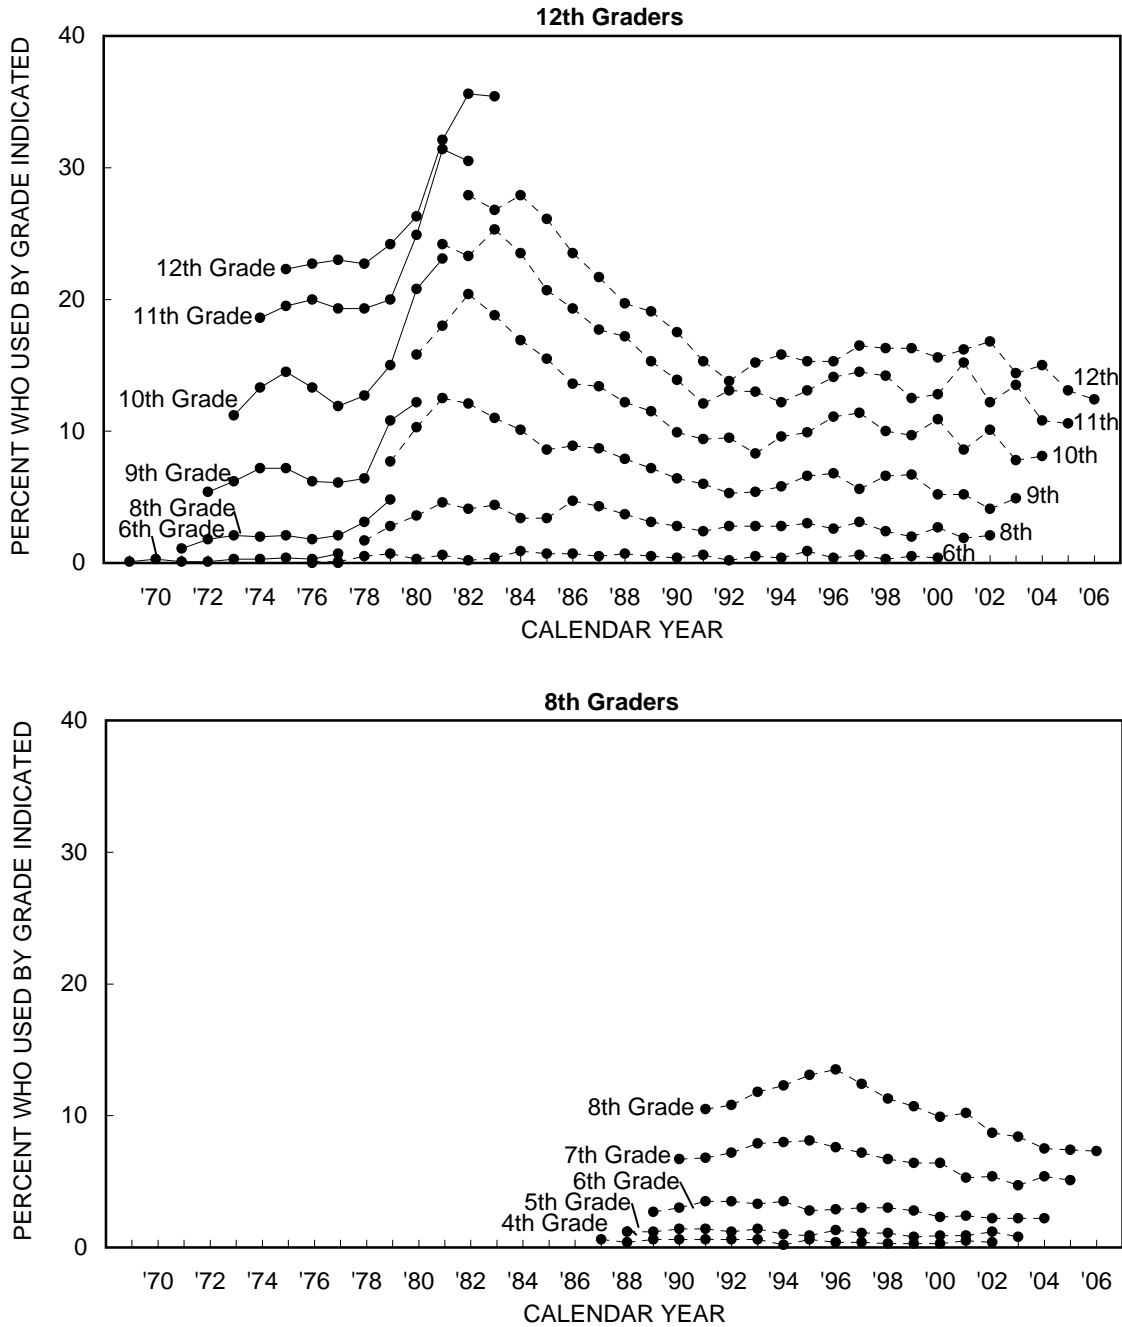 12th Graders
PERCENT WHO USED BY GRADE INDICATED
40
30
20
10
0
12th Grade
11th Grade
10th Grade
9th Grade
8th Grade
6th Grade
12th
11th
10th
9th
8th
6th
'70 '72 '74 '76 '78 '80 '82 '84 '86 '88 '90 '92 '94 '96 '98 '00 '02 '04 '06
CALENDAR YEAR
8th Graders
PERCENT WHO USED BY GRADE INDICATED
40
30
20
10
0
8th Grade
7th Grade
6th Grade
5th Grade
4th Grade
'70 '72 '74 '76 '78 '80 '82 '84 '86 '88 '90 '92 '94 '96 '98 '00 '02 '04 '06
CALENDAR YEAR